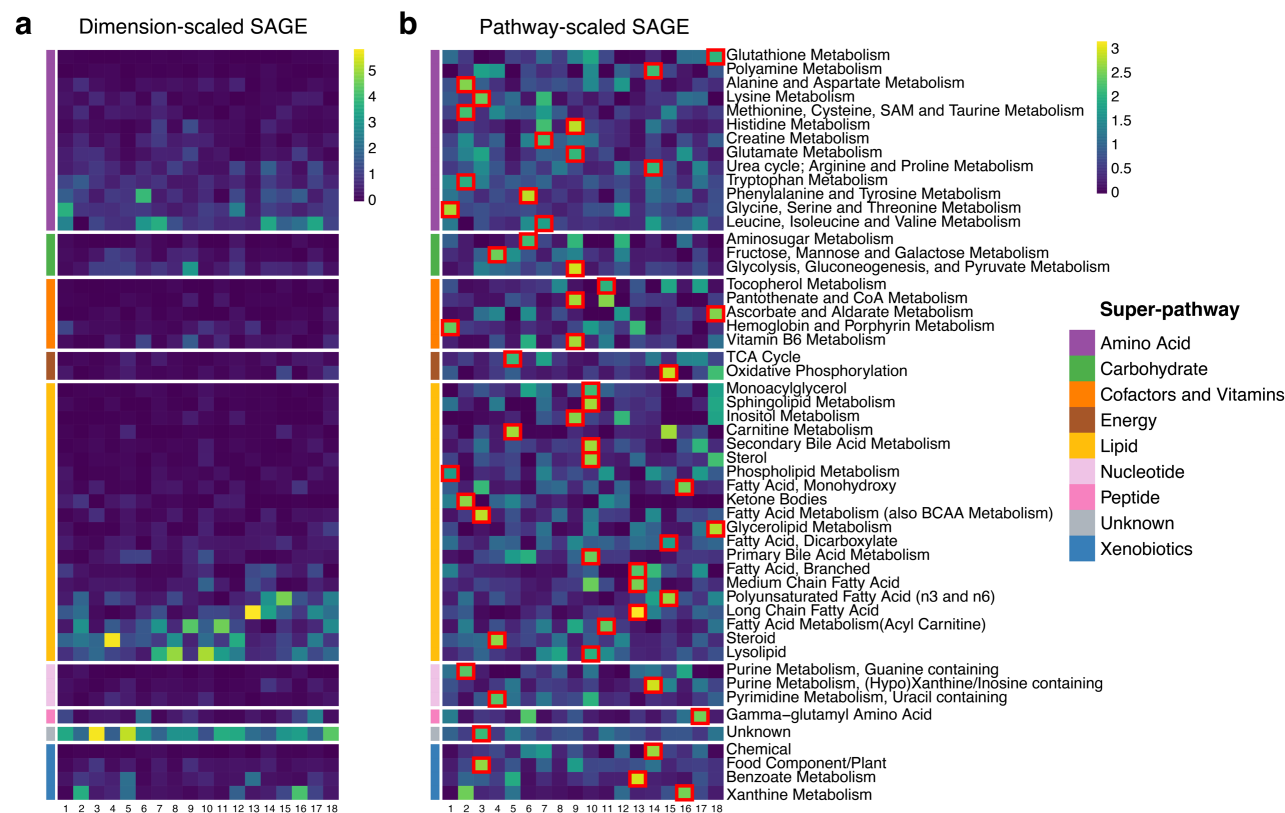 a
Dimension-scaled SAGE
5
4
3
2
1
0
1 2 3 4 5 6 7 8 9 10 11 12 13 14 15 16 17 18
b
Pathway-scaled SAGE
Glutathione Metabolism
Polyamine Metabolism
Alanine and Aspartate Metabolism
Lysine Metabolism
Methionine, Cysteine, SAM and Taurine Metabolism
Histidine Metabolism
Creatine Metabolism
Glutamate Metabolism
Urea cycle; Arginine and Proline Metabolism
Tryptophan Metabolism
Phenylalanine and Tyrosine Metabolism
Glycine, Serine and Threonine Metabolism
Leucine, Isoleucine and Valine Metabolism
Aminosugar Metabolism
Fructose, Mannose and Galactose Metabolism
Glycolysis, Gluconeogenesis, and Pyruvate Metabolism
Tocopherol Metabolism
Pantothenate and CoA Metabolism
Ascorbate and Aldarate Metabolism
Hemoglobin and Porphyrin Metabolism
Vitamin B6 Metabolism
TCA Cycle
Oxidative Phosphorylation
Monoacylglycerol
Sphingolipid Metabolism
Inositol Metabolism
Carnitine Metabolism
Secondary Bile Acid Metabolism
Sterol
Phospholipid Metabolism
Fatty Acid, Monohydroxy
Ketone Bodies
Fatty Acid Metabolism (also BCAA Metabolism)
Glycerolipid Metabolism
Fatty Acid, Dicarboxylate
Primary Bile Acid Metabolism
Fatty Acid, Branched
Medium Chain Fatty Acid
Polyunsaturated Fatty Acid (n3 and n6)
Long Chain Fatty Acid
Fatty Acid Metabolism(Acyl Carnitine)
Steroid
Lysolipid
Purine Metabolism, Guanine containing
Purine Metabolism, (Hypo)Xanthine/Inosine containing
Pyrimidine Metabolism, Uracil containing
Gamma−glutamyl Amino Acid
Unknown
Chemical
Food Component/Plant
Benzoate Metabolism
Xanthine Metabolism
1 2 3 4 5 6 7 8 9 10 11 12 13 14 15 16 17 18
3
2.5
2
1.5
1
0.5
0
Super-pathway
Amino Acid
Carbohydrate
Cofactors and Vitamins
Energy
Lipid
Nucleotide
Peptide
Unknown
Xenobiotics